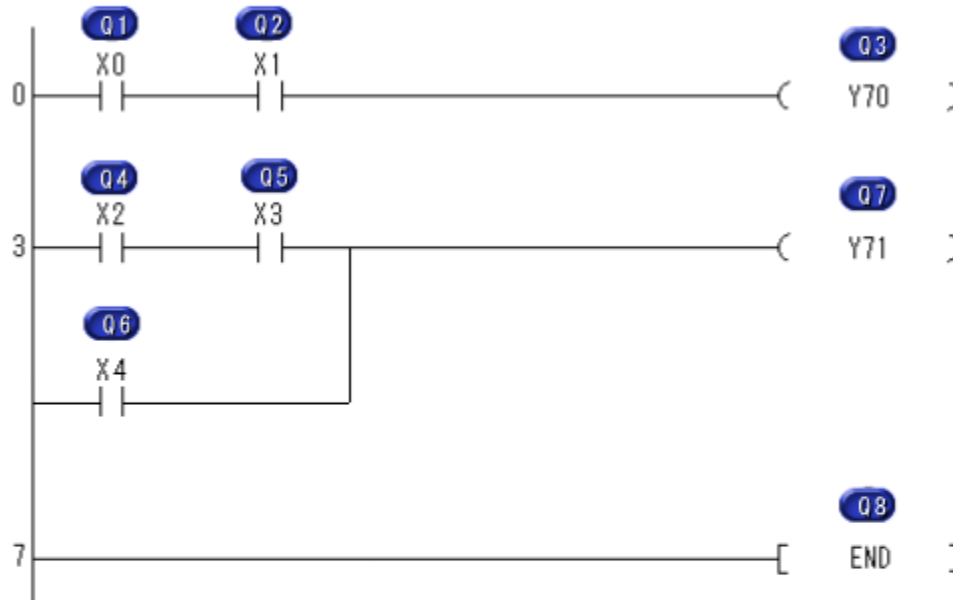 Q1 Q2
Q3
X0 X1
0 Y70
Q4 Q5
Q7
X2 X3
3 Y71
Q6
X4
Q8
7 END